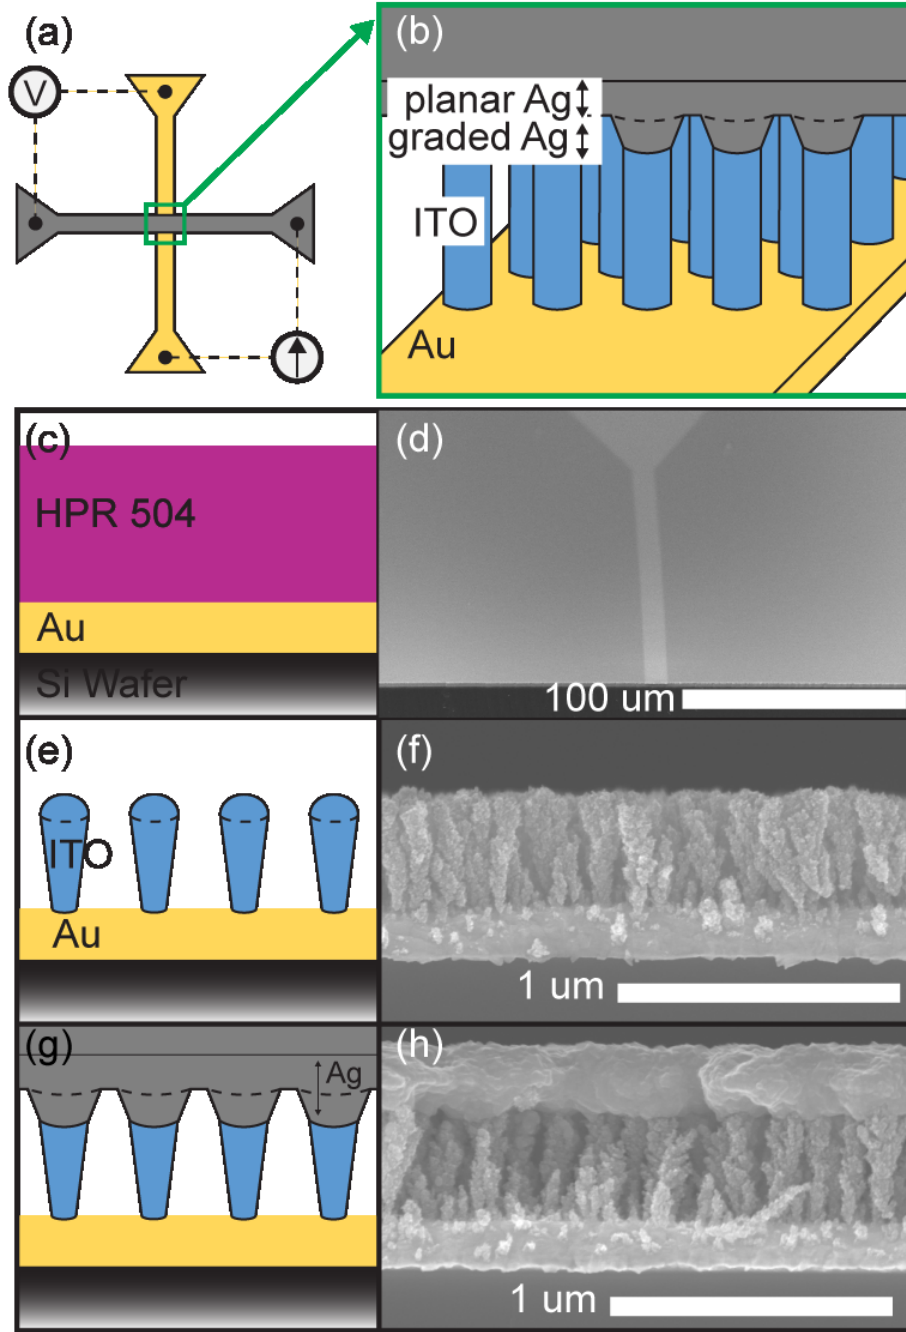 (a)
V
(b)
planar Ag
graded Ag
ITO
Au
(c)
HPR 504
Au
Si Wafer
(d)
100 um
(e)
ITO
Au
(f)
1 um
(g)
Ag
(h)
1 um